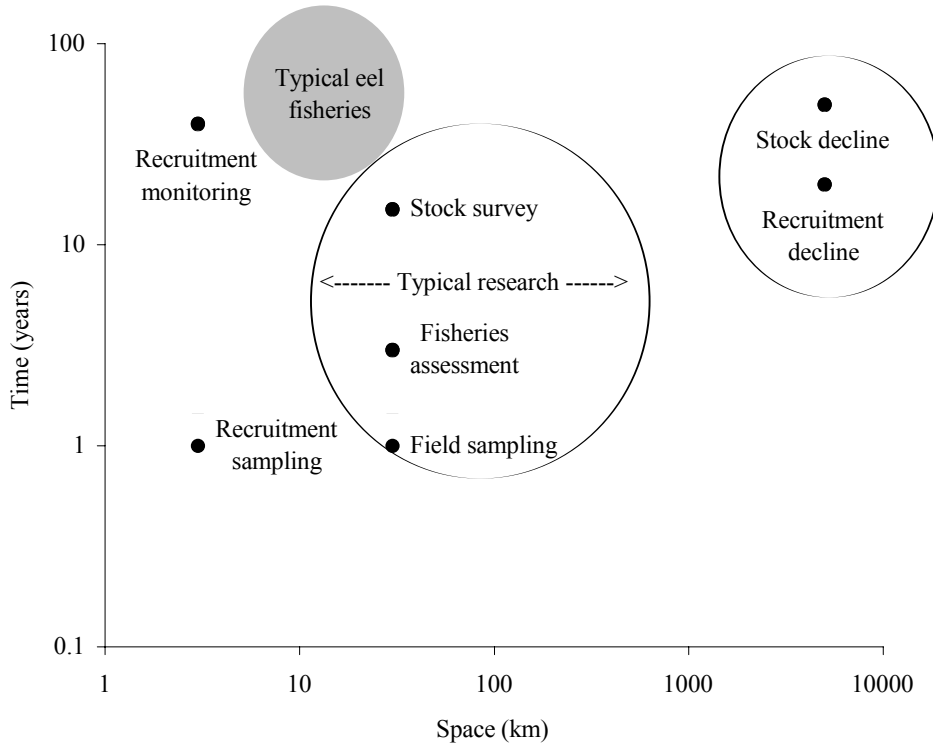 100
Typical eel
fisheries
Stock decline
Recruitment
monitoring
Recruitment
decline
Stock survey
10
<------ Typical research ------>
Fisheries
assessment
Time (years)
Recruitment
sampling
Field sampling
1
0.1
1
10
100
1000
10000
Space (km)